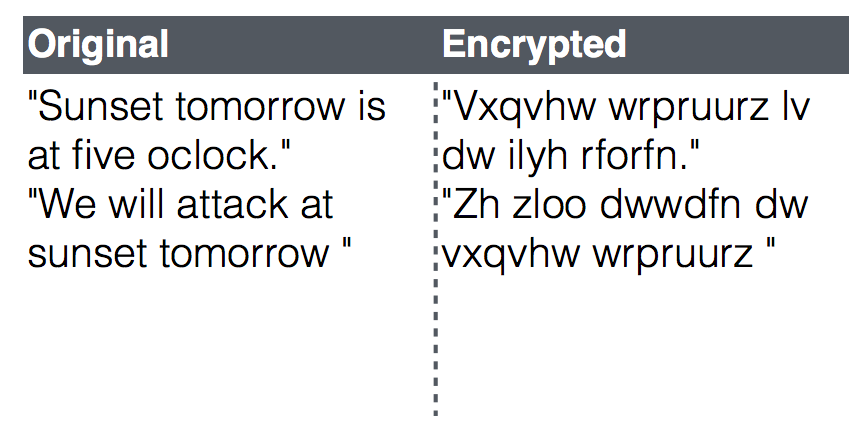 Original Encrypted
"Sunset tomorrow is
at five oclock."
"We will attack at
sunset tomorrow "
"Vxqvhw wrpruurz lv
dw ilyh rforfn."
"Zh zloo dwwdfn dw
vxqvhw wrpruurz "